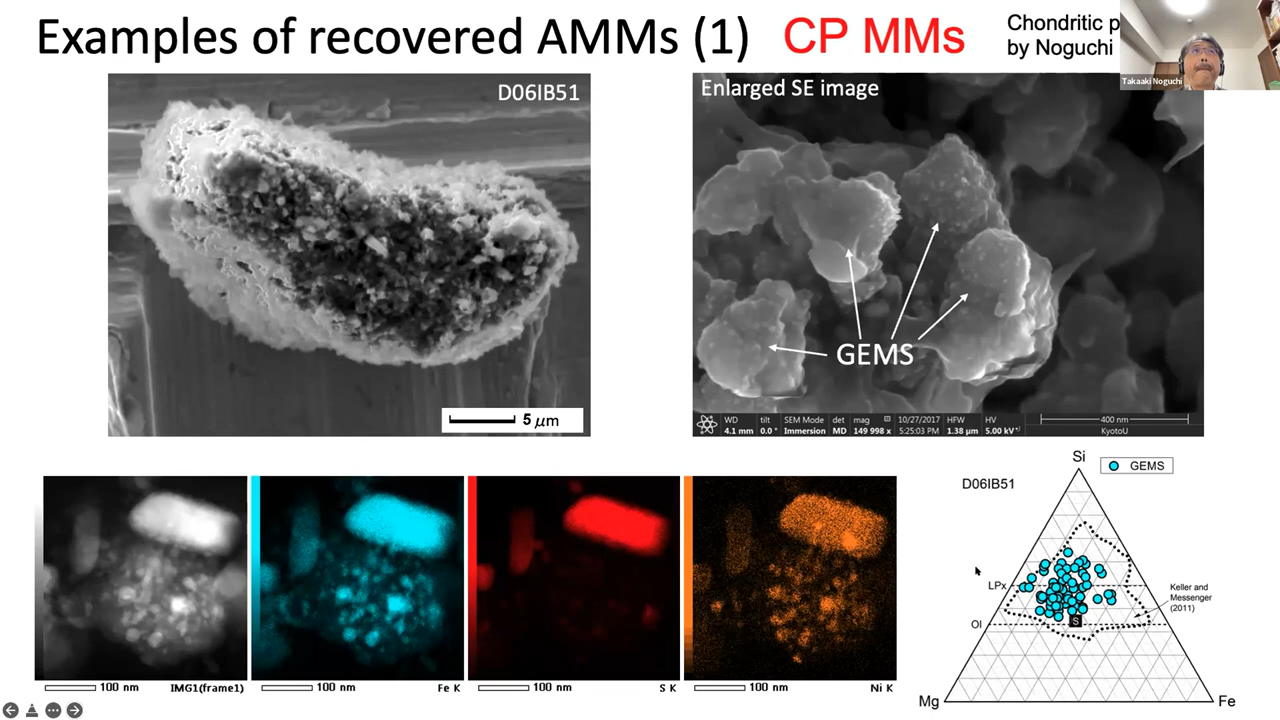 Examples of recovered AMMs (1) CP MMs
Chondritic p
by Noguchi
Takaaki Noguchi
D06IB51
5 μm
Enlarged SE image
GEMS
WD tilt SEM Mode det mag 10/27/2017 HFW HV
4.1 mm 0.0 ° Immersion MD 149 998 x 5:25:03 PM 1.38 µm 5.00 kV
400 nm
KyotoU
100 nm IMG1(frame1)
100 nm Fe K
100 nm S K
100 nm Ni K
Si
GEMS
D06IB51
LPx
Keller and
Messenger
(2011)
S
Ol
Mg
Fe